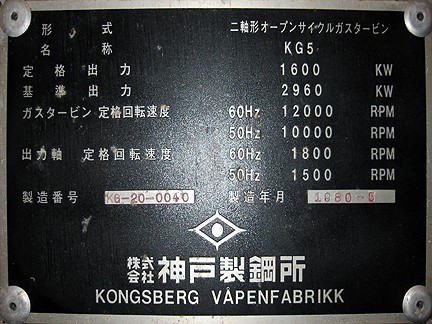 形式 二軸形オープンサイクルガスタービン
名称 KG5
定格出力 1600 KW
基準出力 2960 KW
ガスタービン 定格回転速度 60Hz 12000 RPM
50Hz 10000 RPM
出力軸 定格回転速度 60Hz 1800 RPM
50Hz 1500 RPM
製造番号 KG-20-0040 製造年月
株式会社 神戸製鋼所
KONGSBERG VÅPENFABRIKK